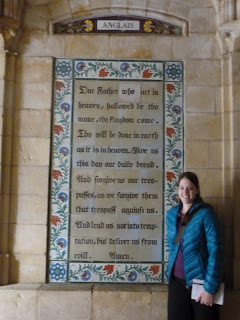 ANGLAIS
Our Father who art in
heaven, hallowed be thy
name, thy kingdom come.
Thy will be done in earth
as it is in heaven. Give us
this day our daily bread.
And forgive us our tres-
passes, as we forgive them
that trespass against us.
And lead us not into temp-
tation, but deliver us from
evill. Amen.